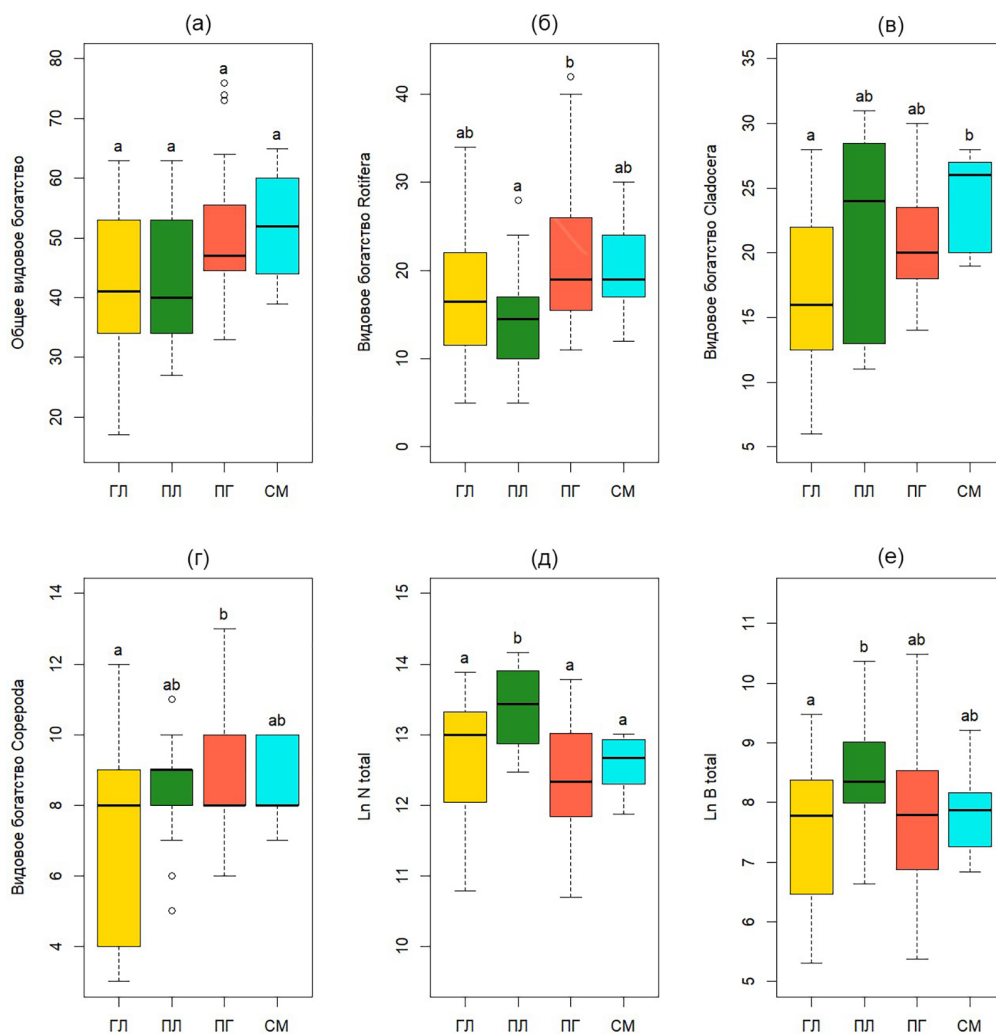 (а)
Общее видовое богатство
80
70
60
50
40
30
20
a
a
a
a
ГЛ
ПЛ
ПГ
СМ
(б)
Видовое богатство Rotifera
40
30
20
10
0
ab
a
b
ab
ГЛ
ПЛ
ПГ
СМ
(в)
Видовое богатство Cladocera
35
30
25
20
15
10
5
a
ab
ab
b
ГЛ
ПЛ
ПГ
СМ
(г)
Видовое богатство Copepoda
14
12
10
8
6
4
a
ab
b
ab
ГЛ
ПЛ
ПГ
СМ
(д)
Ln N total
15
14
13
12
11
10
a
b
a
a
ГЛ
ПЛ
ПГ
СМ
(е)
Ln B total
11
10
9
8
7
6
5
a
b
ab
ab
ГЛ
ПЛ
ПГ
СМ